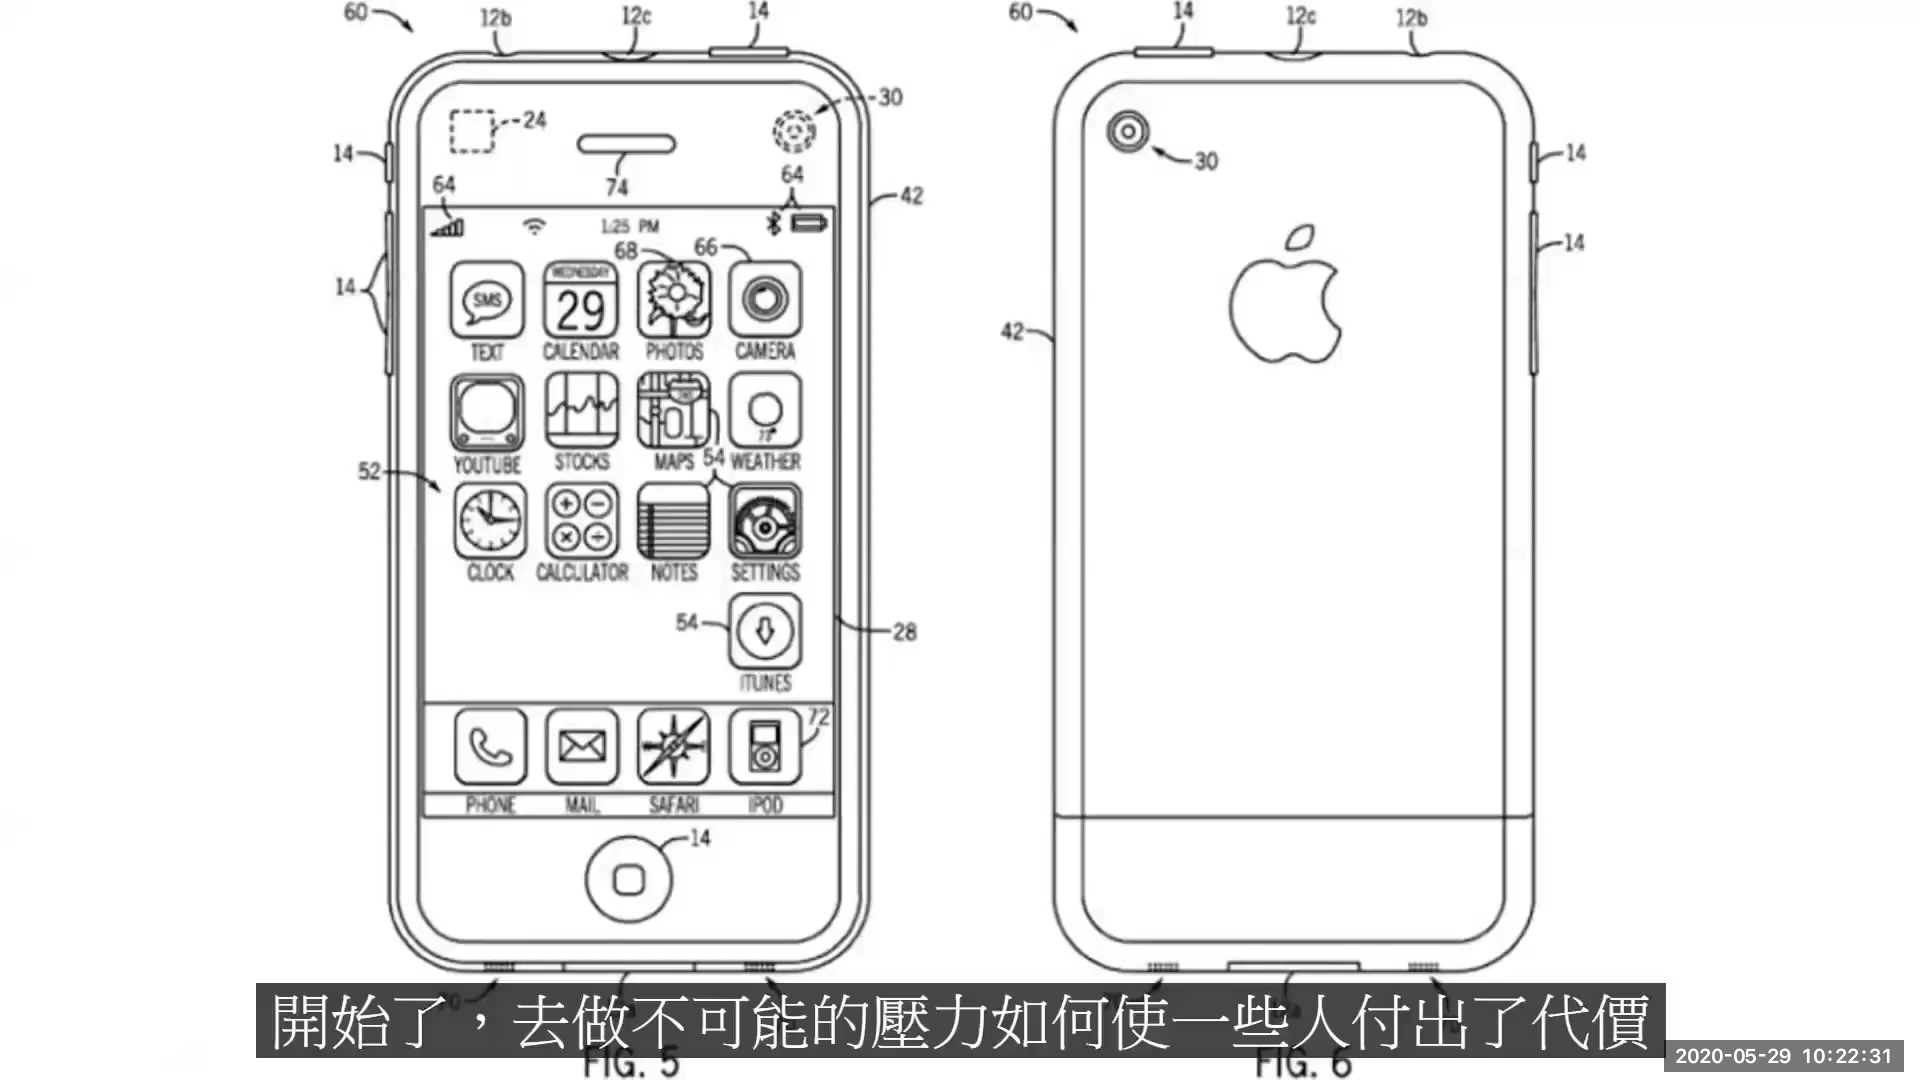 60 12b 12c 14 60 14 12c 12b
24 30
14 74 30 14
64 64 42
1:25 PM
68 66
14 SMS WEDNESDAY 29 14
TEXT CALENDAR PHOTOS CAMERA 42
73°
YOUTUBE STOCKS MAPS 54 WEATHER
52
CLOCK CALCULATOR NOTES SETTINGS
54 28
ITUNES
72
PHONE MAIL SAFARI IPOD
14
開始了，去做不可能的壓力如何使一些人付出了代價
FIG. 5 FIG. 6
2020-05-29 10:22:31